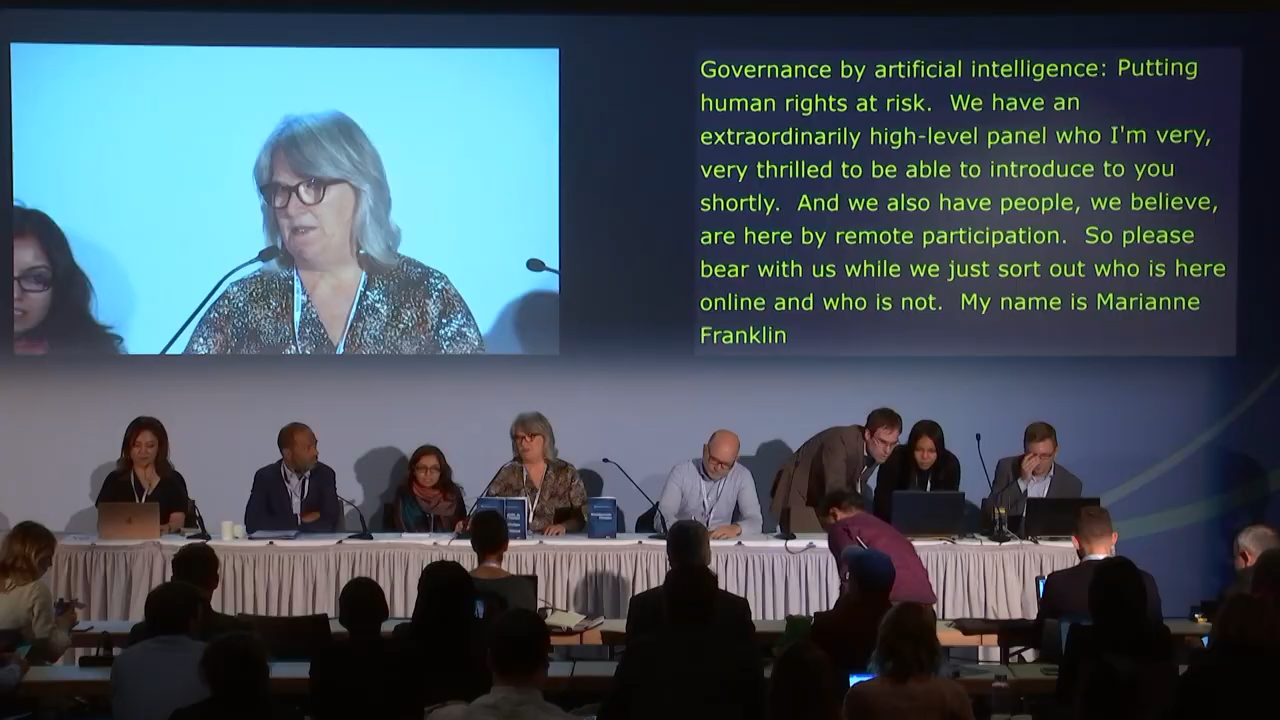 Governance by artificial intelligence: Putting
human rights at risk.  We have an
extraordinarily high-level panel who I'm very,
very thrilled to be able to introduce to you
shortly.  And we also have people, we believe,
are here by remote participation.  So please
bear with us while we just sort out who is here
online and who is not.  My name is Marianne
Franklin